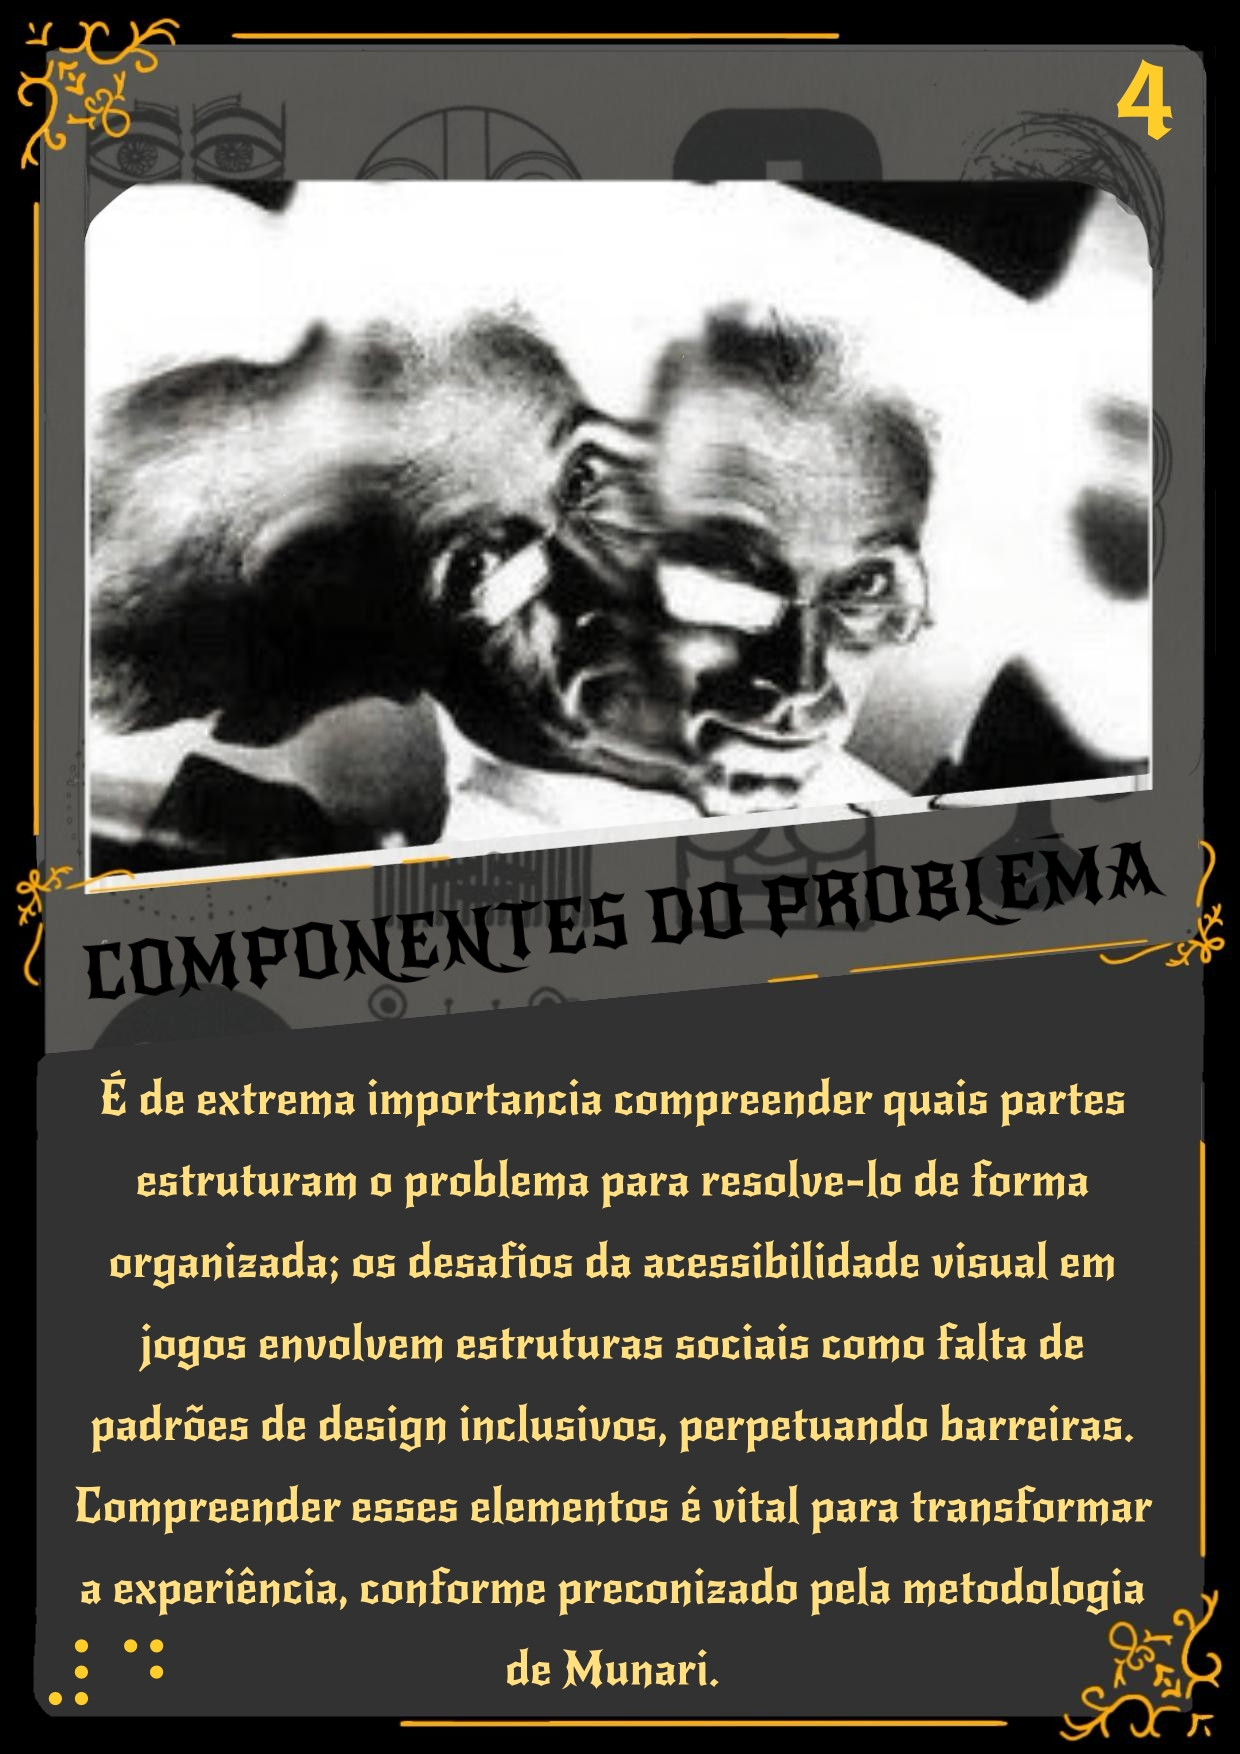 4
COMPONENTES DO PROBLEMA
É de extrema importancia compreender quais partes
estruturam o problema para resolve-lo de forma
organizada; os desafios da acessibilidade visual em
jogos envolvem estruturas sociais como falta de
padrões de design inclusivos, perpetuando barreiras.
Compreender esses elementos é vital para transformar
a experiência, conforme preconizado pela metodologia
de Munari.
⠼⠙